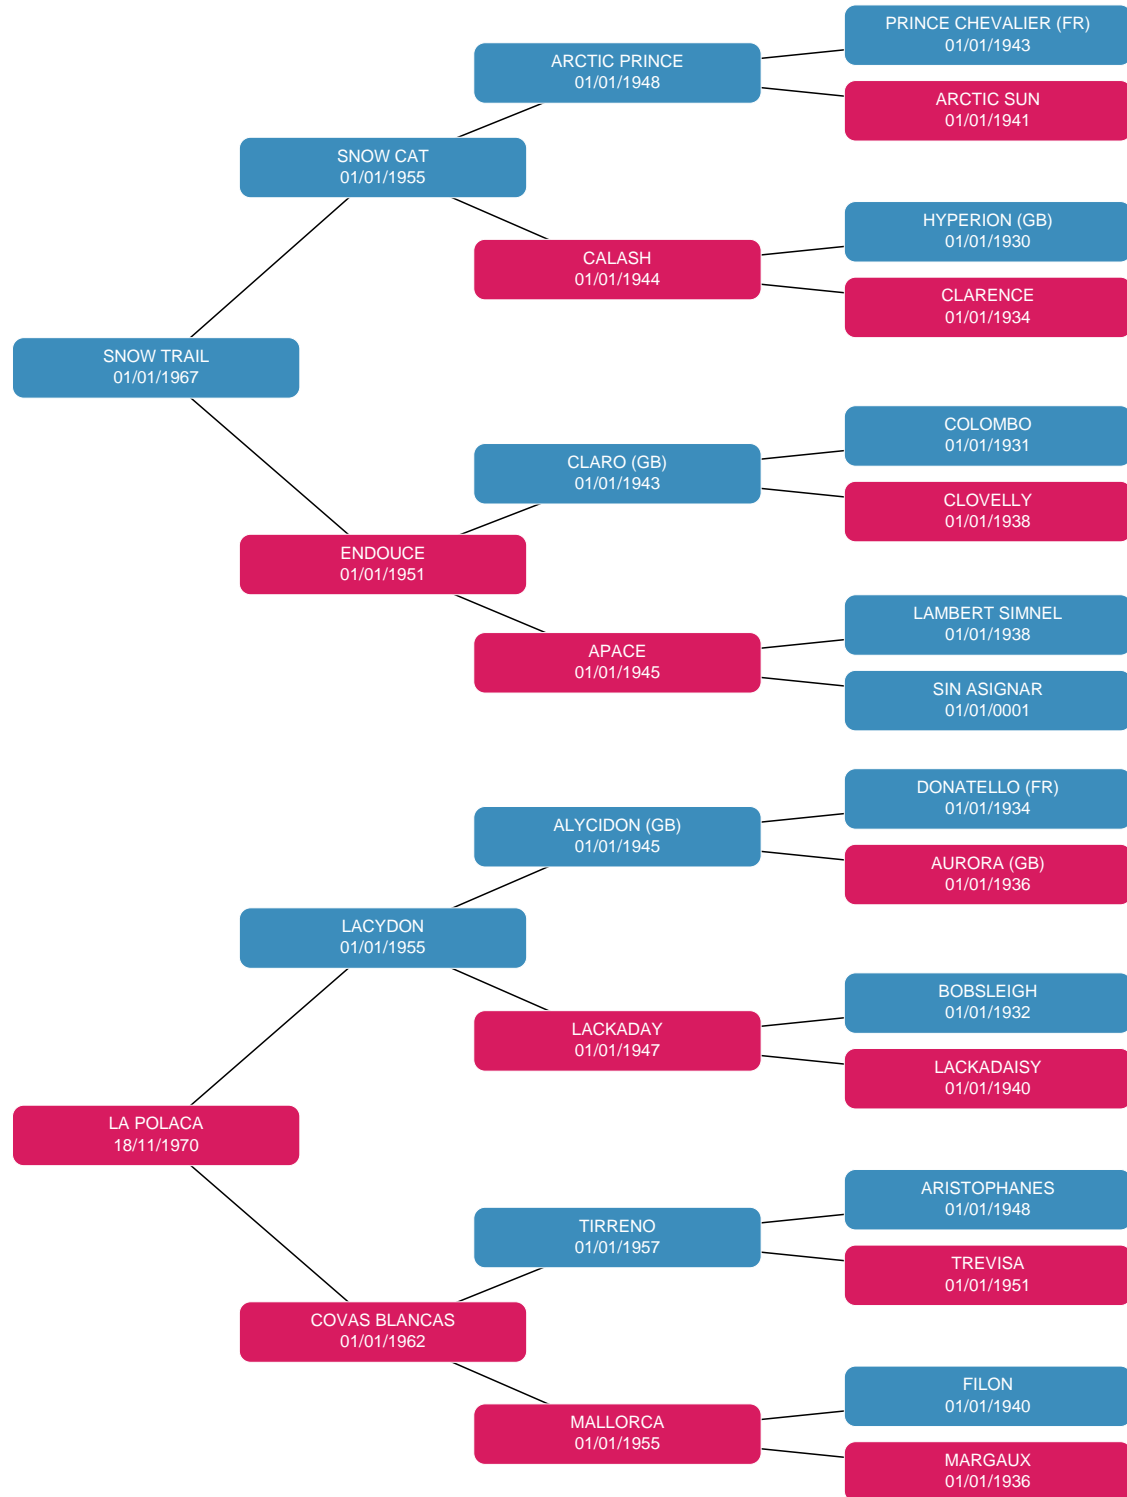 PRINCE CHEVALIER (FR)
01/01/1943
ARCTIC PRINCE
01/01/1948
ARCTIC SUN
01/01/1941
SNOW CAT
01/01/1955
HYPERION (GB)
01/01/1930
CALASH
01/01/1944
CLARENCE
01/01/1934
SNOW TRAIL
01/01/1967
COLOMBO
01/01/1931
CLARO (GB)
01/01/1943
CLOVELLY
01/01/1938
ENDOUCE
01/01/1951
LAMBERT SIMNEL
01/01/1938
APACE
01/01/1945
SIN ASIGNAR
01/01/0001
DONATELLO (FR)
01/01/1934
ALYCIDON (GB)
01/01/1945
AURORA (GB)
01/01/1936
LACYDON
01/01/1955
BOBSLEIGH
01/01/1932
LACKADAY
01/01/1947
LACKADAISY
01/01/1940
LA POLACA
18/11/1970
ARISTOPHANES
01/01/1948
TIRRENO
01/01/1957
TREVISA
01/01/1951
COVAS BLANCAS
01/01/1962
FILON
01/01/1940
MALLORCA
01/01/1955
MARGAUX
01/01/1936